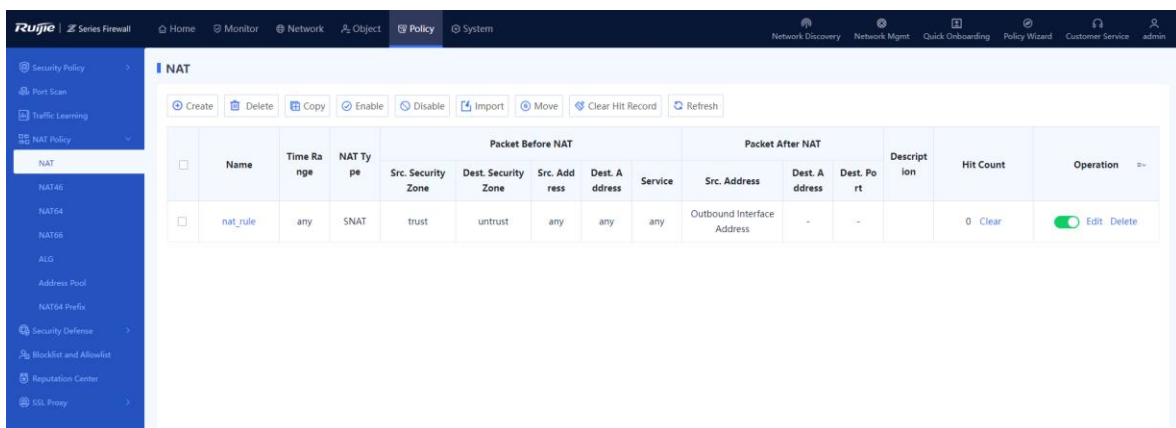 Ruijie | Z Series Firewall
Home Monitor Network Object Policy System
Network Discovery Network Mgmt Quick Onboarding Policy Wizard Customer Service admin
Security Policy
Port Scan
Traffic Learning
NAT Policy
NAT
NAT46
NAT64
NAT66
ALG
Address Pool
NAT64 Prefix
Security Defense
Blocklist and Allowlist
Reputation Center
SSL Proxy
NAT
Create Delete Copy Enable Disable Import Move Clear Hit Record Refresh
Packet Before NAT Packet After NAT
Name Time Ra
nge NAT Ty
pe Src. Security
Zone Dest. Security
Zone Src. Add
ress Dest. A
ddress Service Src. Address Dest. A
ddress Dest. Po
rt Descript
ion Hit Count Operation
nat_rule any SNAT trust untrust any any any Outbound Interface
Address - - 0 Clear Edit Delete